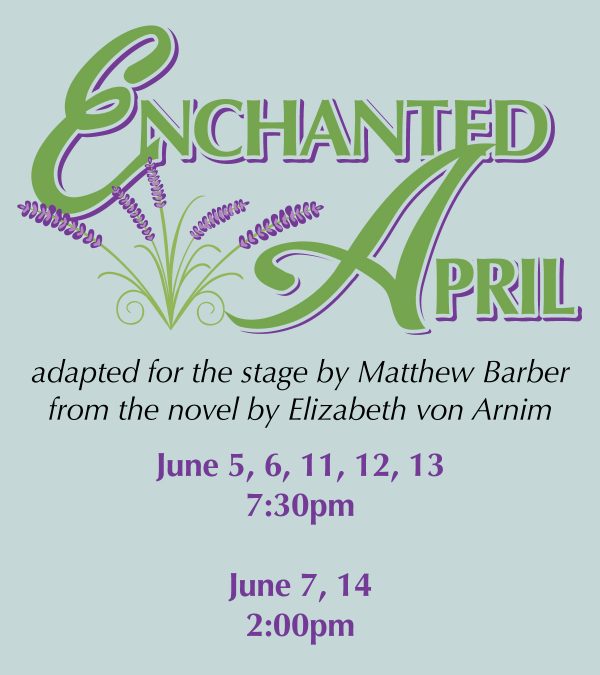 ENCHANTED
APRIL
adapted for the stage by Matthew Barber
from the novel by Elizabeth von Arnim
June 5, 6, 11, 12, 13
7:30pm
June 7, 14
2:00pm